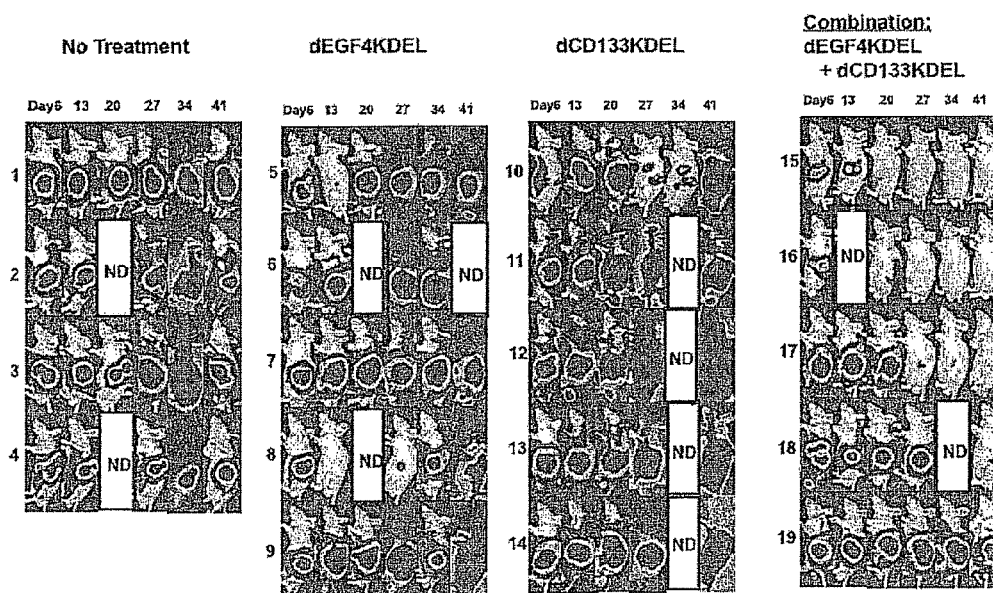 No Treatment
dEGF4KDEL
dCD133KDEL
Combination:
dEGF4KDEL
+ dCD133KDEL
Day6 13 20 27 34 41
Day6 13 20 27 34 41
Day6 13 20 27 34 41
Day6 13 20 27 34 41
1
2
ND
3
4
ND
5
6
ND
ND
7
8
ND
9
10
11
ND
12
ND
13
ND
14
ND
15
16
ND
17
18
ND
19